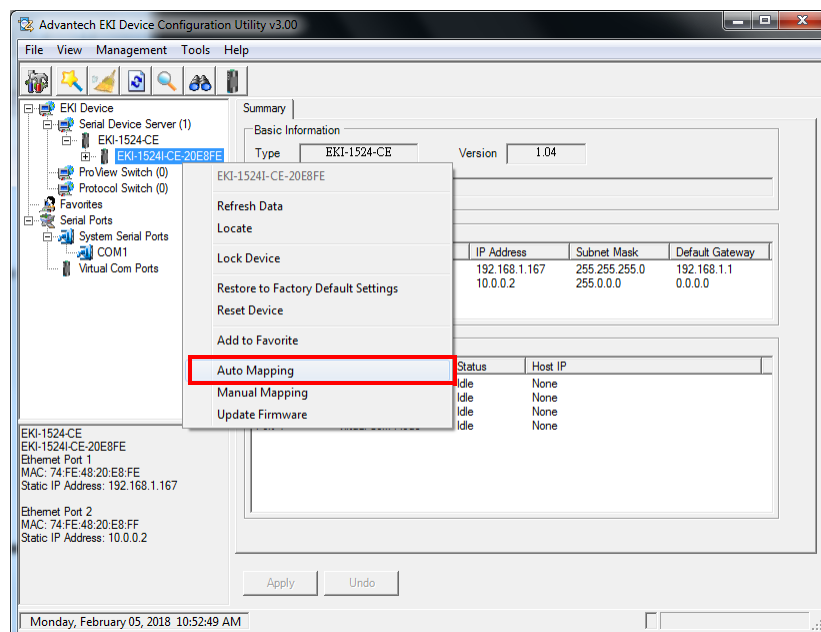 Advantech EKI Device Configuration Utility v3.00
File View Management Tools Help
EKI Device
Serial Device Server (1)
EKI-1524-CE
EKI-1524I-CE-20E8FE
ProView Switch (0)
Protocol Switch (0)
Favorites
Serial Ports
System Serial Ports
COM1
Virtual Com Ports
EKI-1524-CE
EKI-1524I-CE-20E8FE
Ethernet Port 1
MAC: 74:FE:48:20:E8:FE
Static IP Address: 192.168.1.167
Ethernet Port 2
MAC: 74:FE:48:20:E8:FF
Static IP Address: 10.0.0.2
Summary
Basic Information
Type EKI-1524-CE Version 1.04
EKI-1524I-CE-20E8FE
Refresh Data
Locate
Lock Device
Restore to Factory Default Settings
Reset Device
Add to Favorite
Auto Mapping
Manual Mapping
Update Firmware
IP Address Subnet Mask Default Gateway
192.168.1.167 255.255.255.0 192.168.1.1
10.0.0.2 255.0.0.0 0.0.0.0
Status Host IP
Idle None
Idle None
Idle None
Idle None
Apply Undo
Monday, February 05, 2018 10:52:49 AM